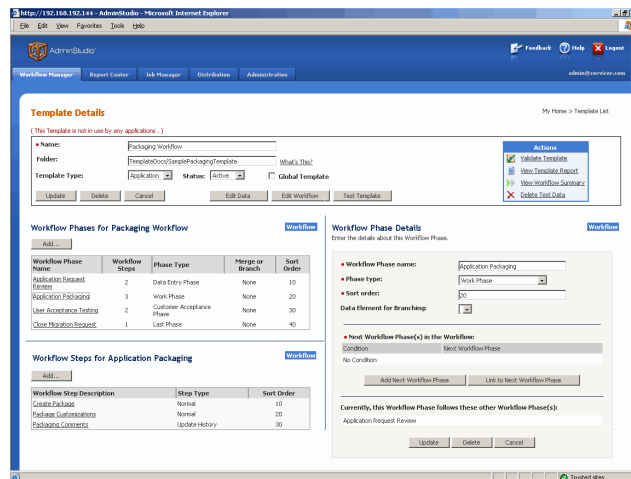 http://192.168.192.144 - AdminStudio - Microsoft Internet Explorer
File Edit View Favorites Tools Help
AdminStudio
Feedback Help Logout
Workflow Manager Report Center Job Manager Distribution Administration
Template Details
My Home > Template List
( This Template is not in use by any applications . )
Name: Packaging Workflow
Folder: TemplateDocs/SamplePackagingTemplate What's This?
Template Type: Application Status: Active Global Template
Update Delete Cancel Edit Data Edit Workflow Test Template
Actions
Validate Template
View Template Report
View Workflow Summary
Delete Test Data
Workflow Phases for Packaging Workflow Workflow
Add...
Workflow Phase Name Workflow Steps Phase Type Merge or Branch Sort Order
Application Request Review 2 Data Entry Phase None 10
Application Packaging 3 Work Phase None 20
User Acceptance Testing 2 Customer Acceptance Phase None 30
Close Migration Request 1 Last Phase None 40
Workflow Steps for Application Packaging Workflow
Add...
Workflow Step Description Step Type Sort Order
Create Package Normal 10
Package Customizations Normal 20
Packaging Comments Update History 30
Workflow Phase Details Workflow
Enter the details about this Workflow Phase.
Workflow Phase name: Application Packaging
Phase type: Work Phase
Sort order: 20
Data Element for Branching:
Next Workflow Phase(s) in the Workflow:
Condition Next Workflow Phase
No Condition
Add Next Workflow Phase Link to Next Workflow Phase
Currently, this Workflow Phase follows these other Workflow Phase(s):
Application Request Review
Update Delete Cancel
Trusted sites